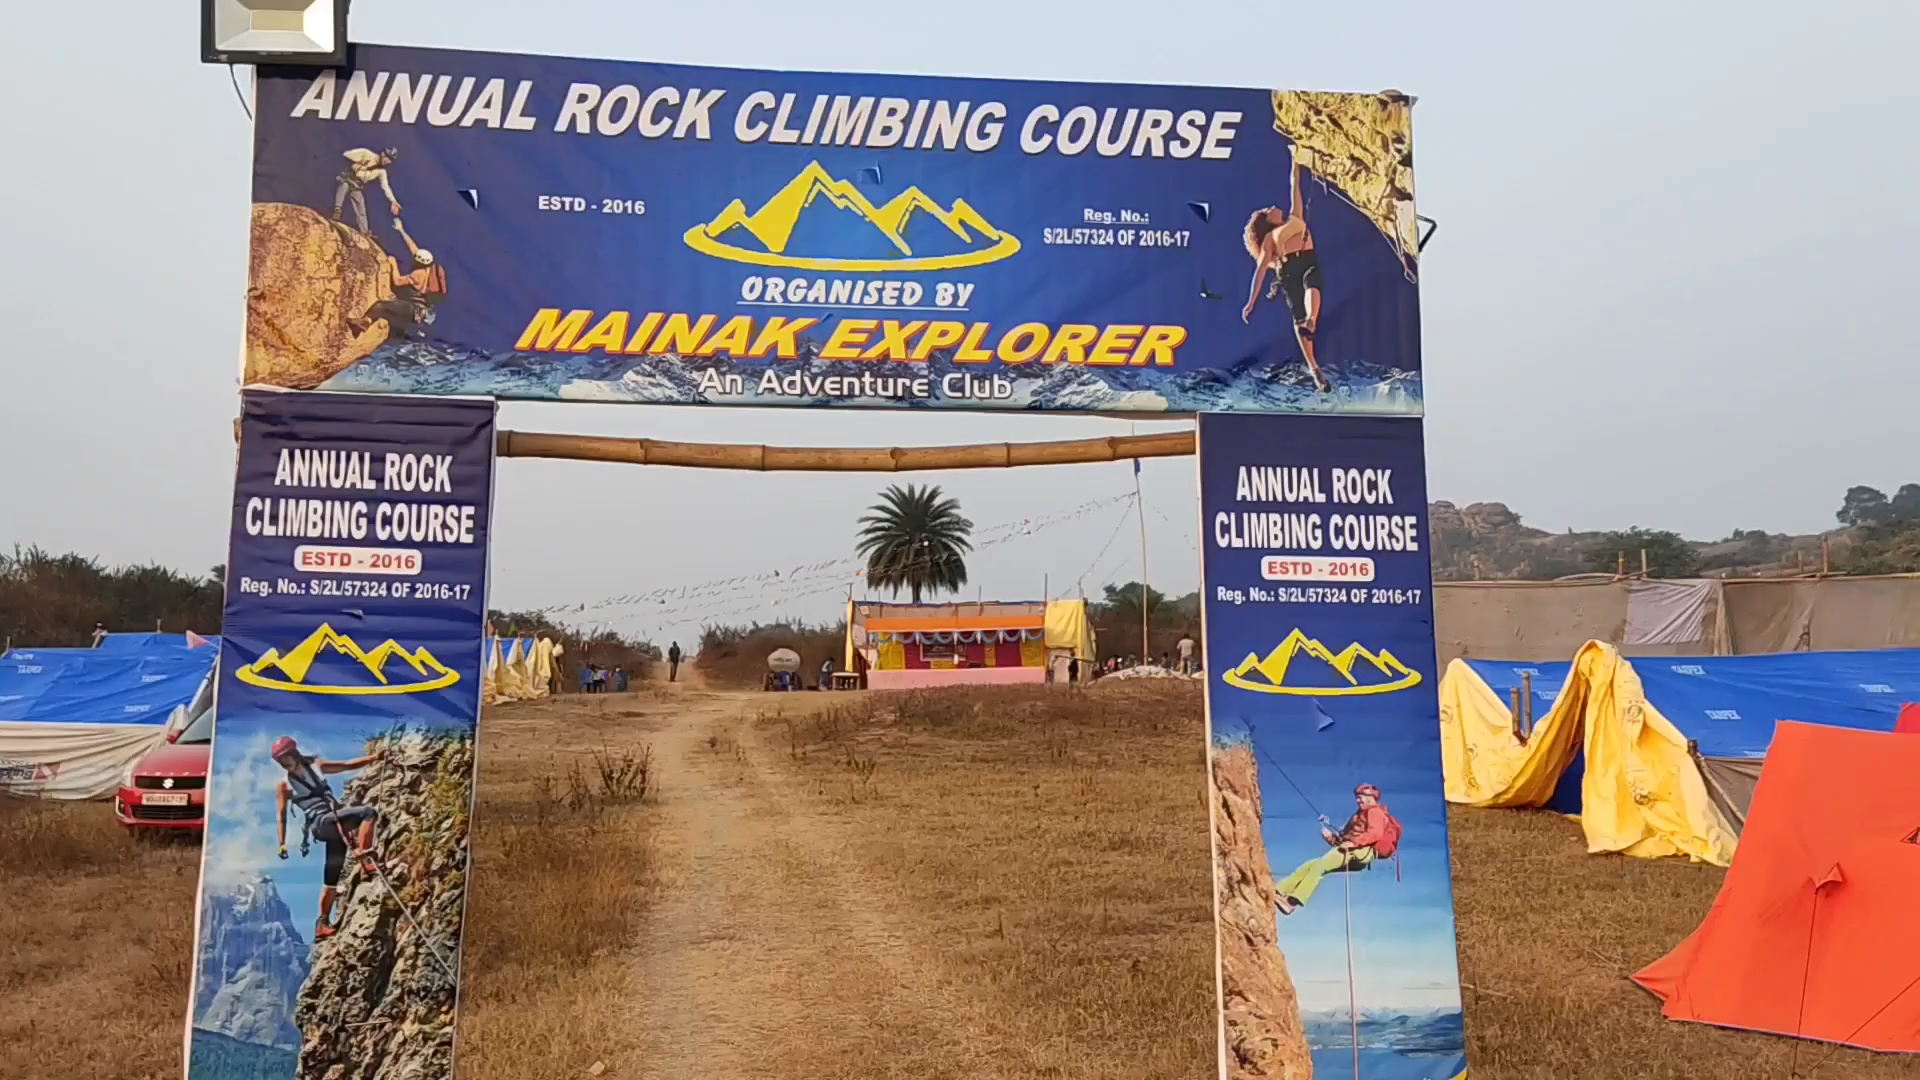 ANNUAL ROCK CLIMBING COURSE
ESTD - 2016
Reg. No.:
S/2L/57324 OF 2016-17
ORGANISED BY
MAINAK EXPLORER
An Adventure Club
ANNUAL ROCK
CLIMBING COURSE
ESTD - 2016
Reg. No.: S/2L/57324 OF 2016-17
ANNUAL ROCK
CLIMBING COURSE
ESTD - 2016
Reg. No.: S/2L/57324 OF 2016-17
TARPEX
TARPEX